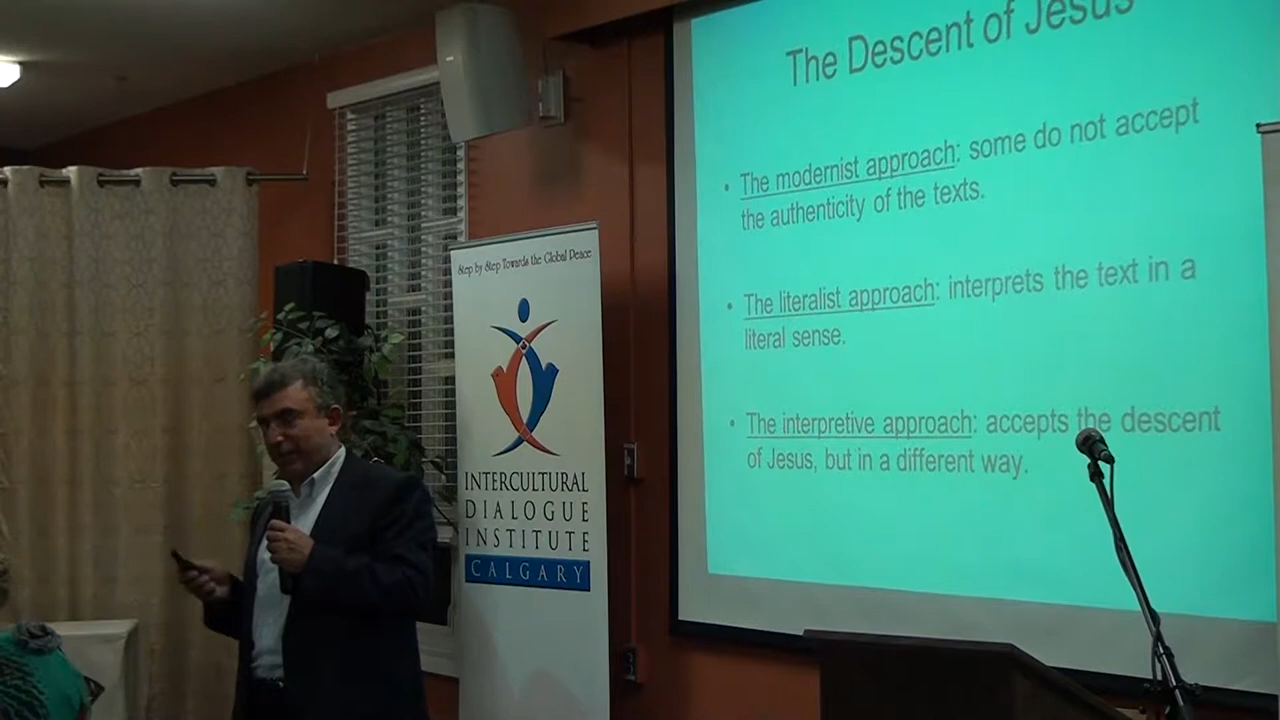 Step by Step Towards the Global Peace
INTERCULTURAL
DIALOGUE
INSTITUTE
CALGARY
The Descent of Jesus
• The modernist approach: some do not accept
the authenticity of the texts.
• The literalist approach: interprets the text in a
literal sense.
• The interpretive approach: accepts the descent
of Jesus, but in a different way.